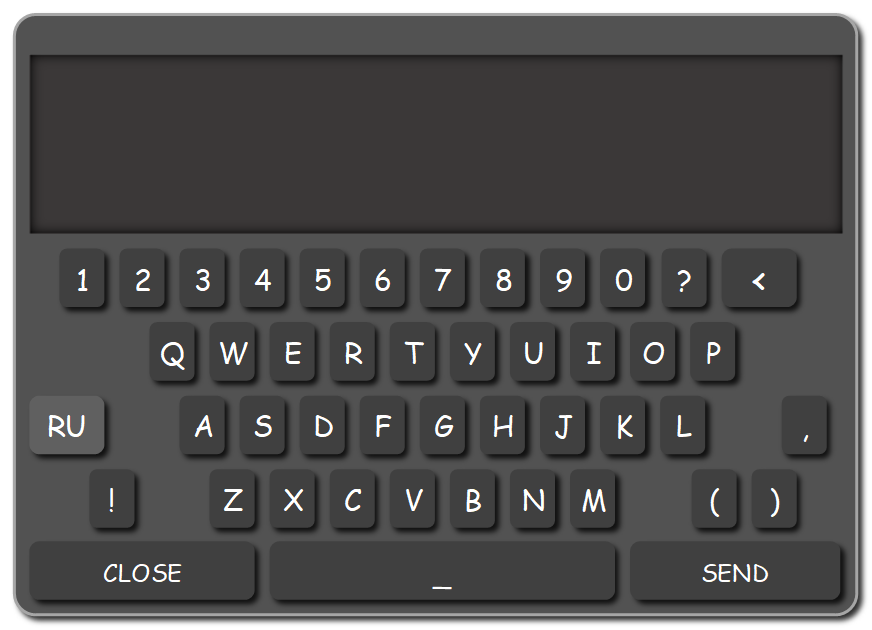 1 2 3 4 5 6 7 8 9 0 ? <
Q W E R T Y U I O P
RU A S D F G H J K L ,
! Z X C V B N M ( )
CLOSE _ SEND